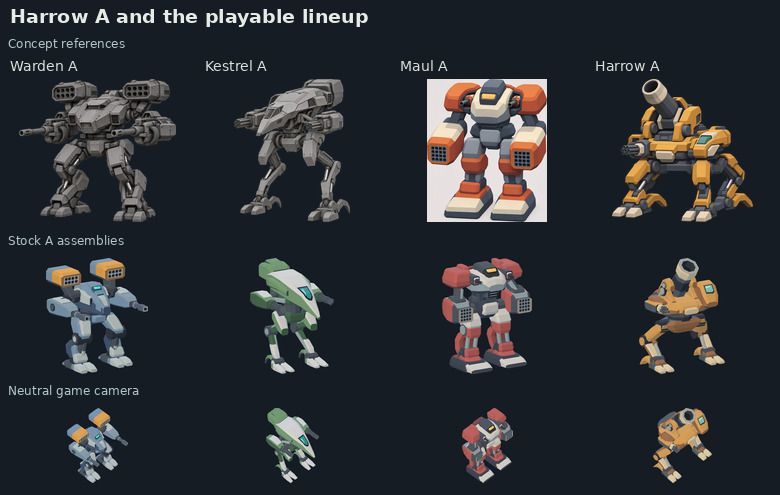 Harrow A and the playable lineup
Concept references
Warden A
Kestrel A
Maul A
Harrow A
Stock A assemblies
Neutral game camera